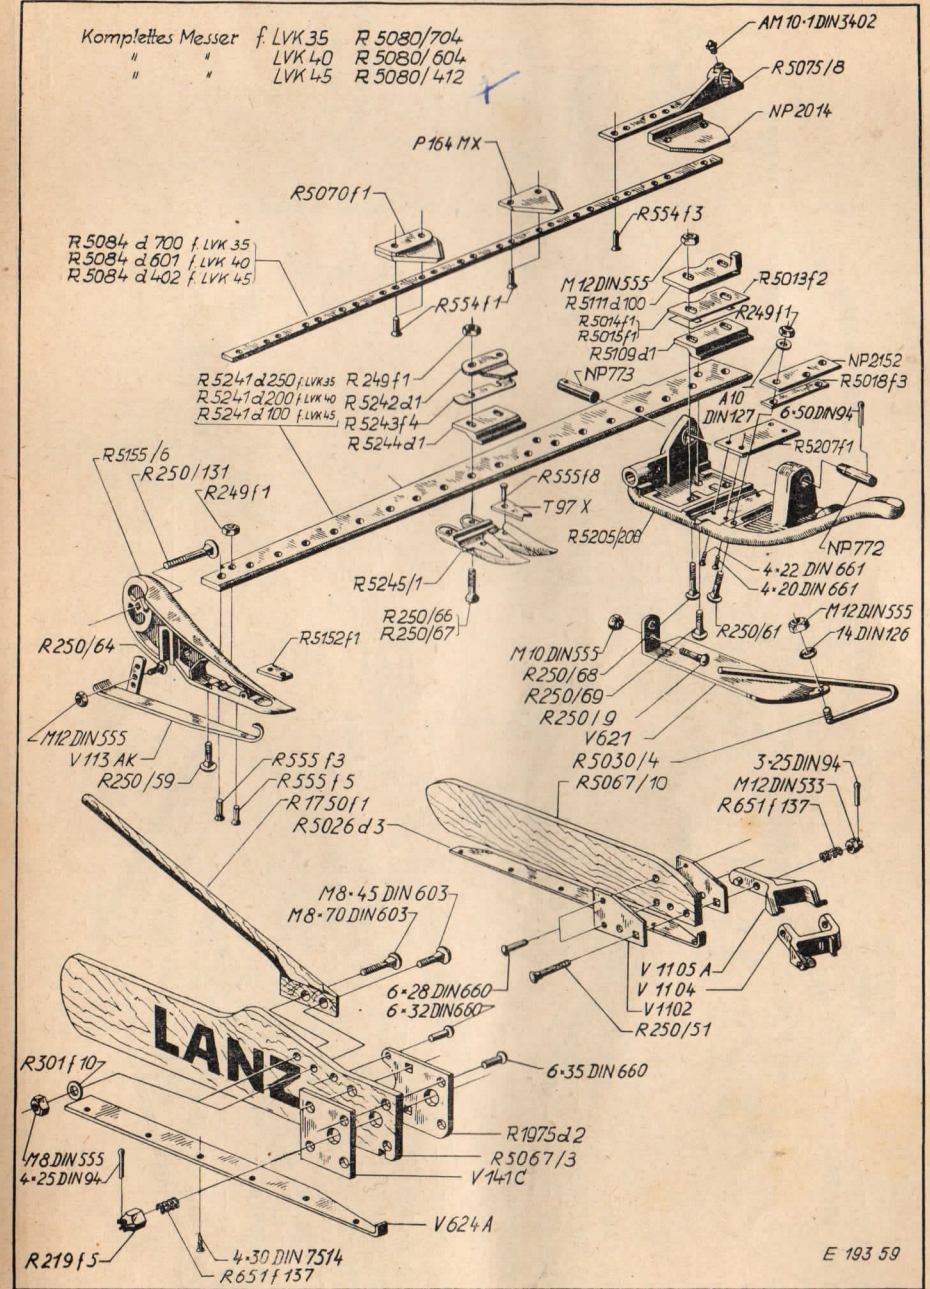 Komplettes Messer f. LVK 35 R 5080/704
" " LVK 40 R 5080/604
" " LVK 45 R 5080/412
AM 10·1 DIN 3402
R 5075/8
NP 2014
P 164 MX
R 5070 f 1
R 554 f 3
R 5084 d 700 f. LVK 35
R 5084 d 601 f. LVK 40
R 5084 d 402 f. LVK 45
R 554 f 1
M 12 DIN 555
R 5111 d 100
R 5013 f 2
R 5014 f 1
R 249 f 1
R 5015 f 1
R 5109 d 1
NP 2152
R 5018 f 3
NP 773
A 10
DIN 127
6×50 DIN 94
R 5207 f 1
R 5241 d 250 f. LVK 35
R 5241 d 200 f. LVK 40
R 5241 d 100 f. LVK 45
R 249 f 1
R 5242 d 1
R 5243 f 4
R 5244 d 1
R 5155/6
R 250/131
R 249 f 1
R 555 f 8
T 97 X
R 5205/208
NP 772
4×22 DIN 661
4×20 DIN 661
R 5245/1
R 250/66
R 250/67
R 250/61
M 12 DIN 555
14 DIN 126
R 250/64
R 5152 f 1
M 10 DIN 555
R 250/68
R 250/69
R 250/9
V 621
R 5030/4
M 12 DIN 555
V 113 AK
R 250/59
R 555 f 3
R 555 f 5
R 1750 f 1
R 5026 d 3
R 5067/10
3×25 DIN 94
M 12 DIN 533
R 651 f 137
M 8×45 DIN 603
M 8×70 DIN 603
6×28 DIN 660
6×32 DIN 660
V 1105 A
V 1104
V 1102
R 250/51
LANZ
6×35 DIN 660
R 301 f 10
R 1975 d 2
R 5067/3
V 141 C
M 8 DIN 555
4×25 DIN 94
V 624 A
R 219 f 5
4×30 DIN 7514
R 651 f 137
E 193 59